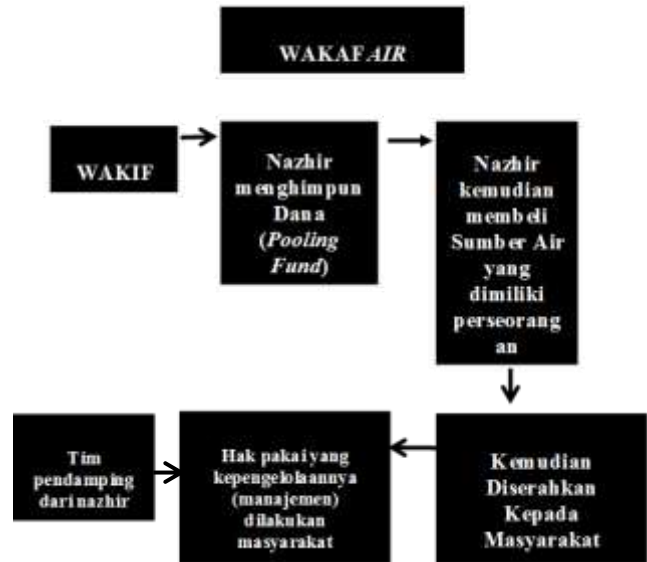 WAKAF AIR
WAKIF
Nazhir
menghimpun
Dana
(Pooling
Fund)
Nazhir
kemudian
membeli
Sumber Air
yang
dimiliki
perseorang
an
Tim
pendamping
dari nazhir
Hak pakai yang
kepengelolaannya
(manajemen)
dilakukan
masyarakat
Kemudian
Diserahkan
Kepada
Masyarakat